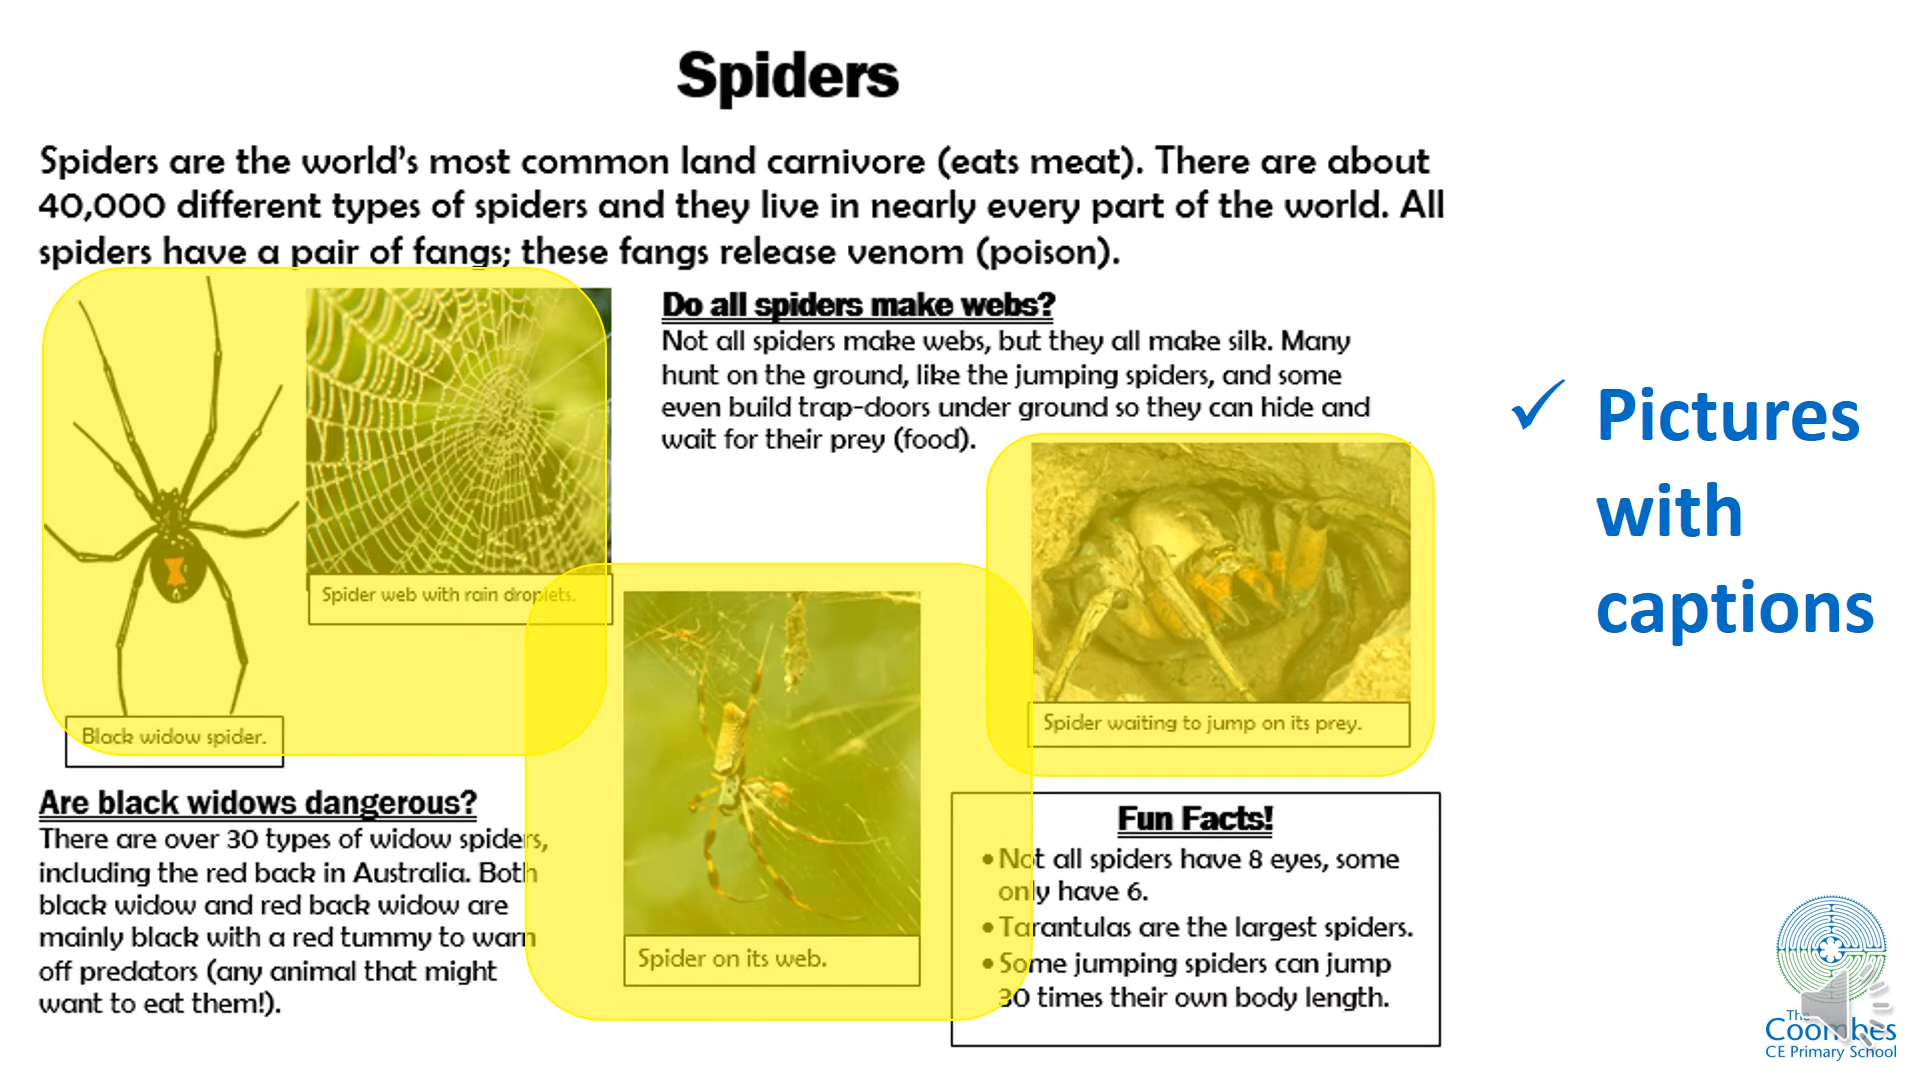 Spiders
Spiders are the world's most common land carnivore (eats meat). There are about
40,000 different types of spiders and they live in nearly every part of the world. All
spiders have a pair of fangs; these fangs release venom (poison).
Do all spiders make webs?
Not all spiders make webs, but they all make silk. Many
hunt on the ground, like the jumping spiders, and some
even build trap-doors under ground so they can hide and
wait for their prey (food).
Spider web with rain droplets.
Black widow spider.
Spider waiting to jump on its prey.
Spider on its web.
Are black widows dangerous?
There are over 30 types of widow spiders,
including the red back in Australia. Both
black widow and red back widow are
mainly black with a red tummy to warn
off predators (any animal that might
want to eat them!).
Fun Facts!
• Not all spiders have 8 eyes, some
only have 6.
• Tarantulas are the largest spiders.
• Some jumping spiders can jump
30 times their own body length.
✓ Pictures
with
captions
The
Coombes
CE Primary School